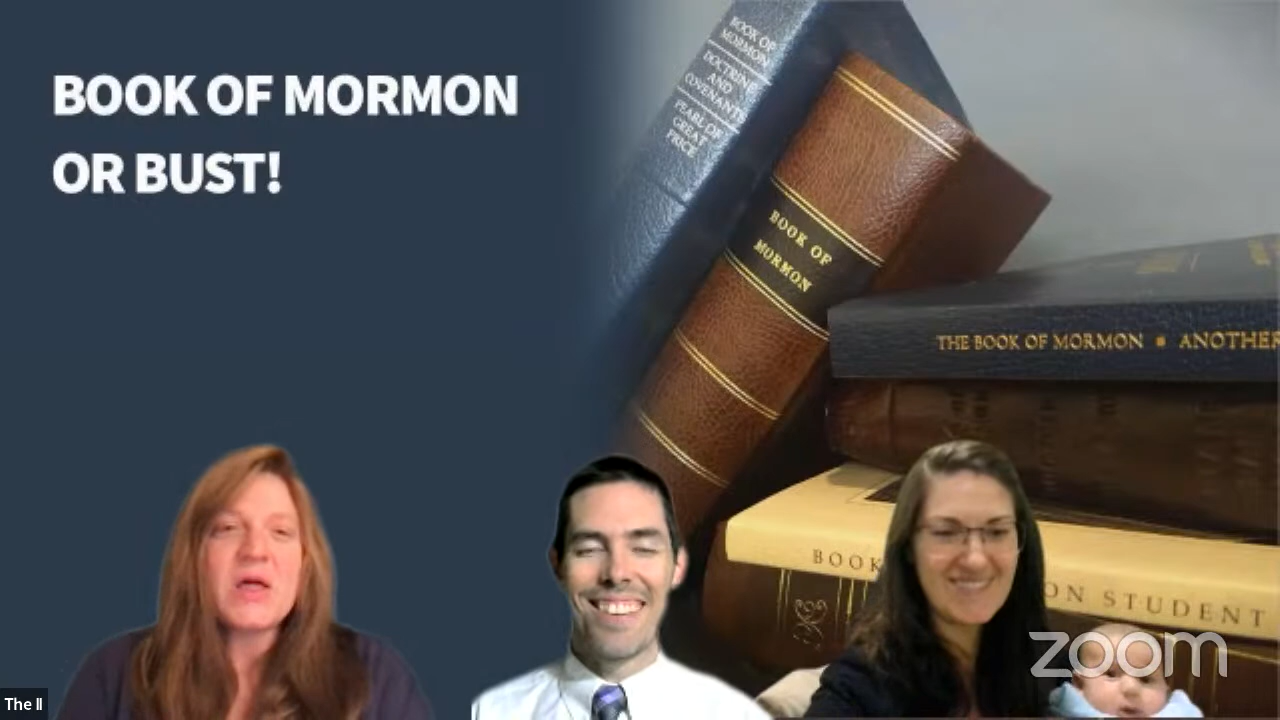 BOOK OF MORMON
OR BUST!
BOOK OF
MORMON
DOCTRINE
AND
COVENANTS
PEARL OF
GREAT
PRICE
BOOK OF
MORMON
THE BOOK OF MORMON • ANOTHER
BOOK ON STUDENT
zoom
The II